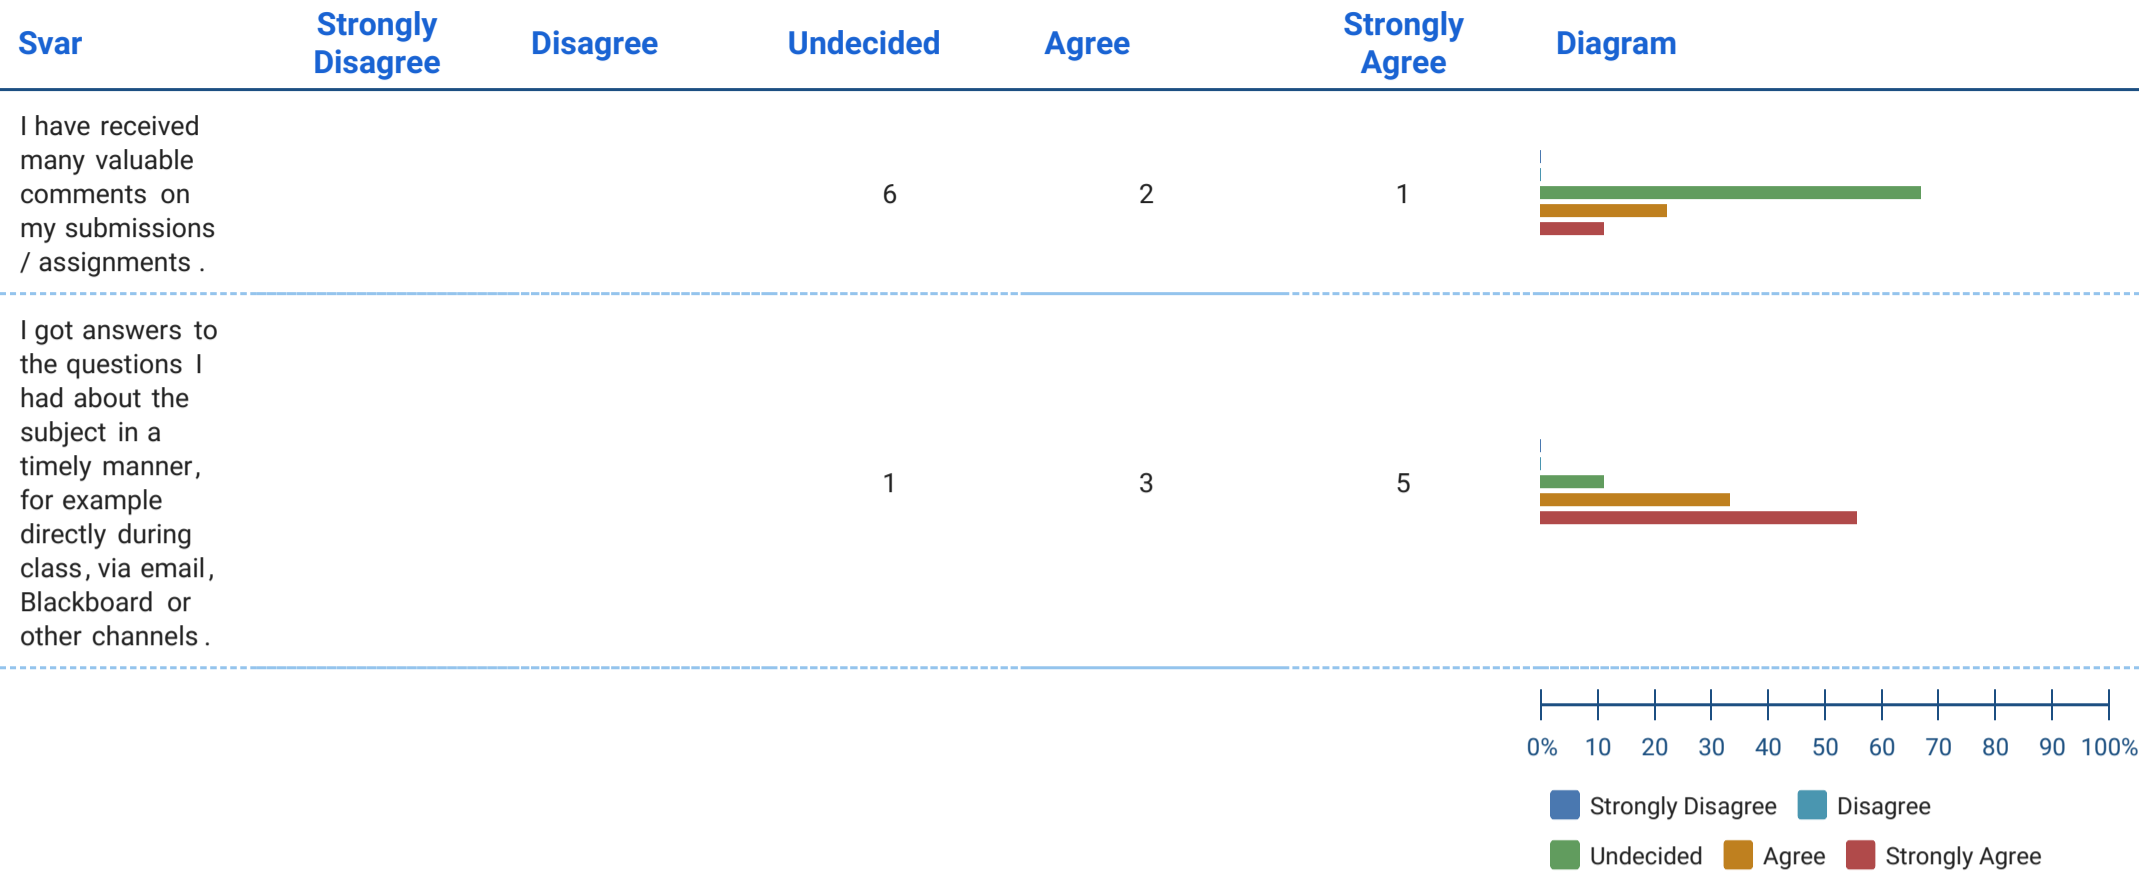 Svar Strongly Disagree Disagree Undecided Agree Strongly Agree Diagram
I have received
many valuable
comments on
my submissions
/ assignments .
6 2 1
I got answers to
the questions I
had about the
subject in a
timely manner,
for example
directly during
class, via email,
Blackboard or
other channels .
1 3 5
0% 10 20 30 40 50 60 70 80 90 100%
Strongly Disagree Disagree
Undecided Agree Strongly Agree